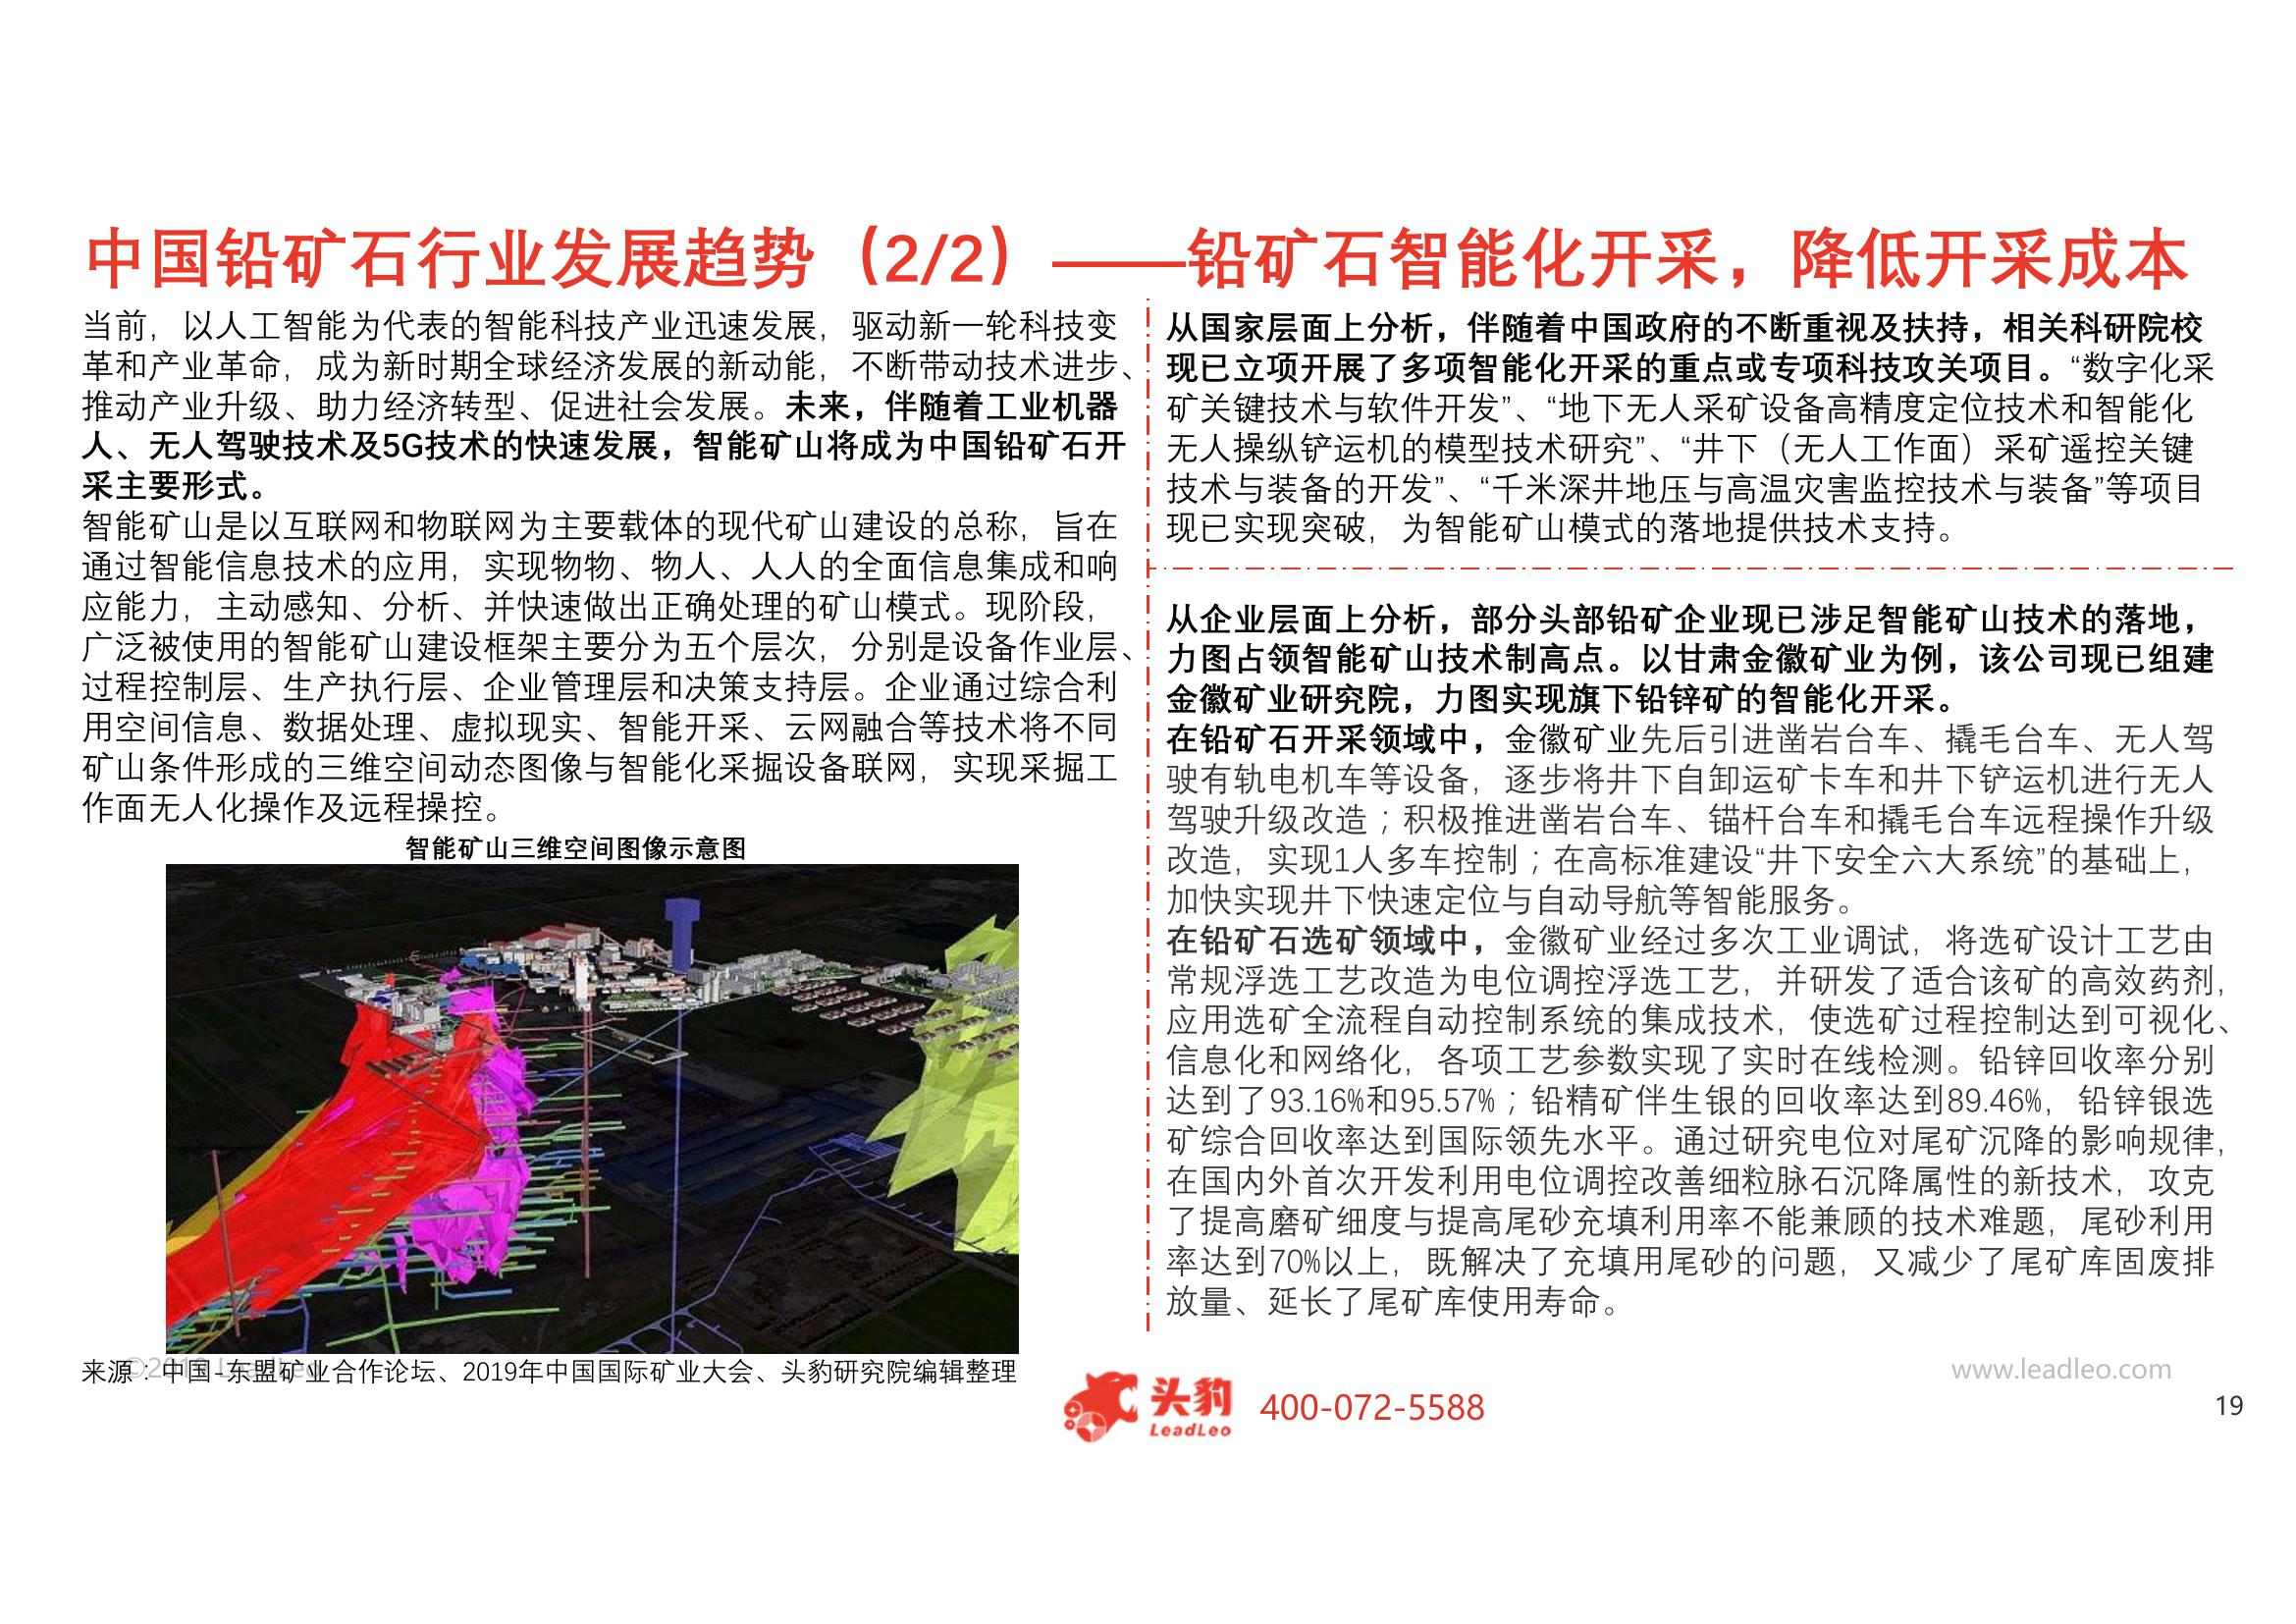 中国铅矿石行业发展趋势（2/2）——铅矿石智能化开采，降低开采成本
当前，以人工智能为代表的智能科技产业迅速发展，驱动新一轮科技变
革和产业革命，成为新时期全球经济发展的新动能，不断带动技术进步、
推动产业升级、助力经济转型、促进社会发展。未来，伴随着工业机器
人、无人驾驶技术及5G技术的快速发展，智能矿山将成为中国铅矿石开
采主要形式。
智能矿山是以互联网和物联网为主要载体的现代矿山建设的总称，旨在
通过智能信息技术的应用，实现物物、物人、人人的全面信息集成和响
应能力，主动感知、分析、并快速做出正确处理的矿山模式。现阶段，
广泛被使用的智能矿山建设框架主要分为五个层次，分别是设备作业层、
过程控制层、生产执行层、企业管理层和决策支持层。企业通过综合利
用空间信息、数据处理、虚拟现实、智能开采、云网融合等技术将不同
矿山条件形成的三维空间动态图像与智能化采掘设备联网，实现采掘工
作面无人化操作及远程操控。
智能矿山三维空间图像示意图
来源：中国-东盟矿业合作论坛、2019年中国国际矿业大会、头豹研究院编辑整理
从国家层面上分析，伴随着中国政府的不断重视及扶持，相关科研院校
现已立项开展了多项智能化开采的重点或专项科技攻关项目。“数字化采
矿关键技术与软件开发”、“地下无人采矿设备高精度定位技术和智能化
无人操纵铲运机的模型技术研究”、“井下（无人工作面）采矿遥控关键
技术与装备的开发”、“千米深井地压与高温灾害监控技术与装备”等项目
现已实现突破，为智能矿山模式的落地提供技术支持。
从企业层面上分析，部分头部铅矿企业现已涉足智能矿山技术的落地，
力图占领智能矿山技术制高点。以甘肃金徽矿业为例，该公司现已组建
金徽矿业研究院，力图实现旗下铅锌矿的智能化开采。
在铅矿石开采领域中，金徽矿业先后引进凿岩台车、撬毛台车、无人驾
驶有轨电机车等设备，逐步将井下自卸运矿卡车和井下铲运机进行无人
驾驶升级改造；积极推进凿岩台车、锚杆台车和撬毛台车远程操作升级
改造，实现1人多车控制；在高标准建设“井下安全六大系统”的基础上，
加快实现井下快速定位与自动导航等智能服务。
在铅矿石选矿领域中，金徽矿业经过多次工业调试，将选矿设计工艺由
常规浮选工艺改造为电位调控浮选工艺，并研发了适合该矿的高效药剂，
应用选矿全流程自动控制系统的集成技术，使选矿过程控制达到可视化、
信息化和网络化，各项工艺参数实现了实时在线检测。铅锌回收率分别
达到了93.16%和95.57%；铅精矿伴生银的回收率达到89.46%，铅锌银选
矿综合回收率达到国际领先水平。通过研究电位对尾矿沉降的影响规律，
在国内外首次开发利用电位调控改善细粒脉石沉降属性的新技术，攻克
了提高磨矿细度与提高尾砂充填利用率不能兼顾的技术难题，尾砂利用
率达到70%以上，既解决了充填用尾砂的问题，又减少了尾矿库固废排
放量、延长了尾矿库使用寿命。
www.leadleo.com
头豹
LeadLeo
400-072-5588
19